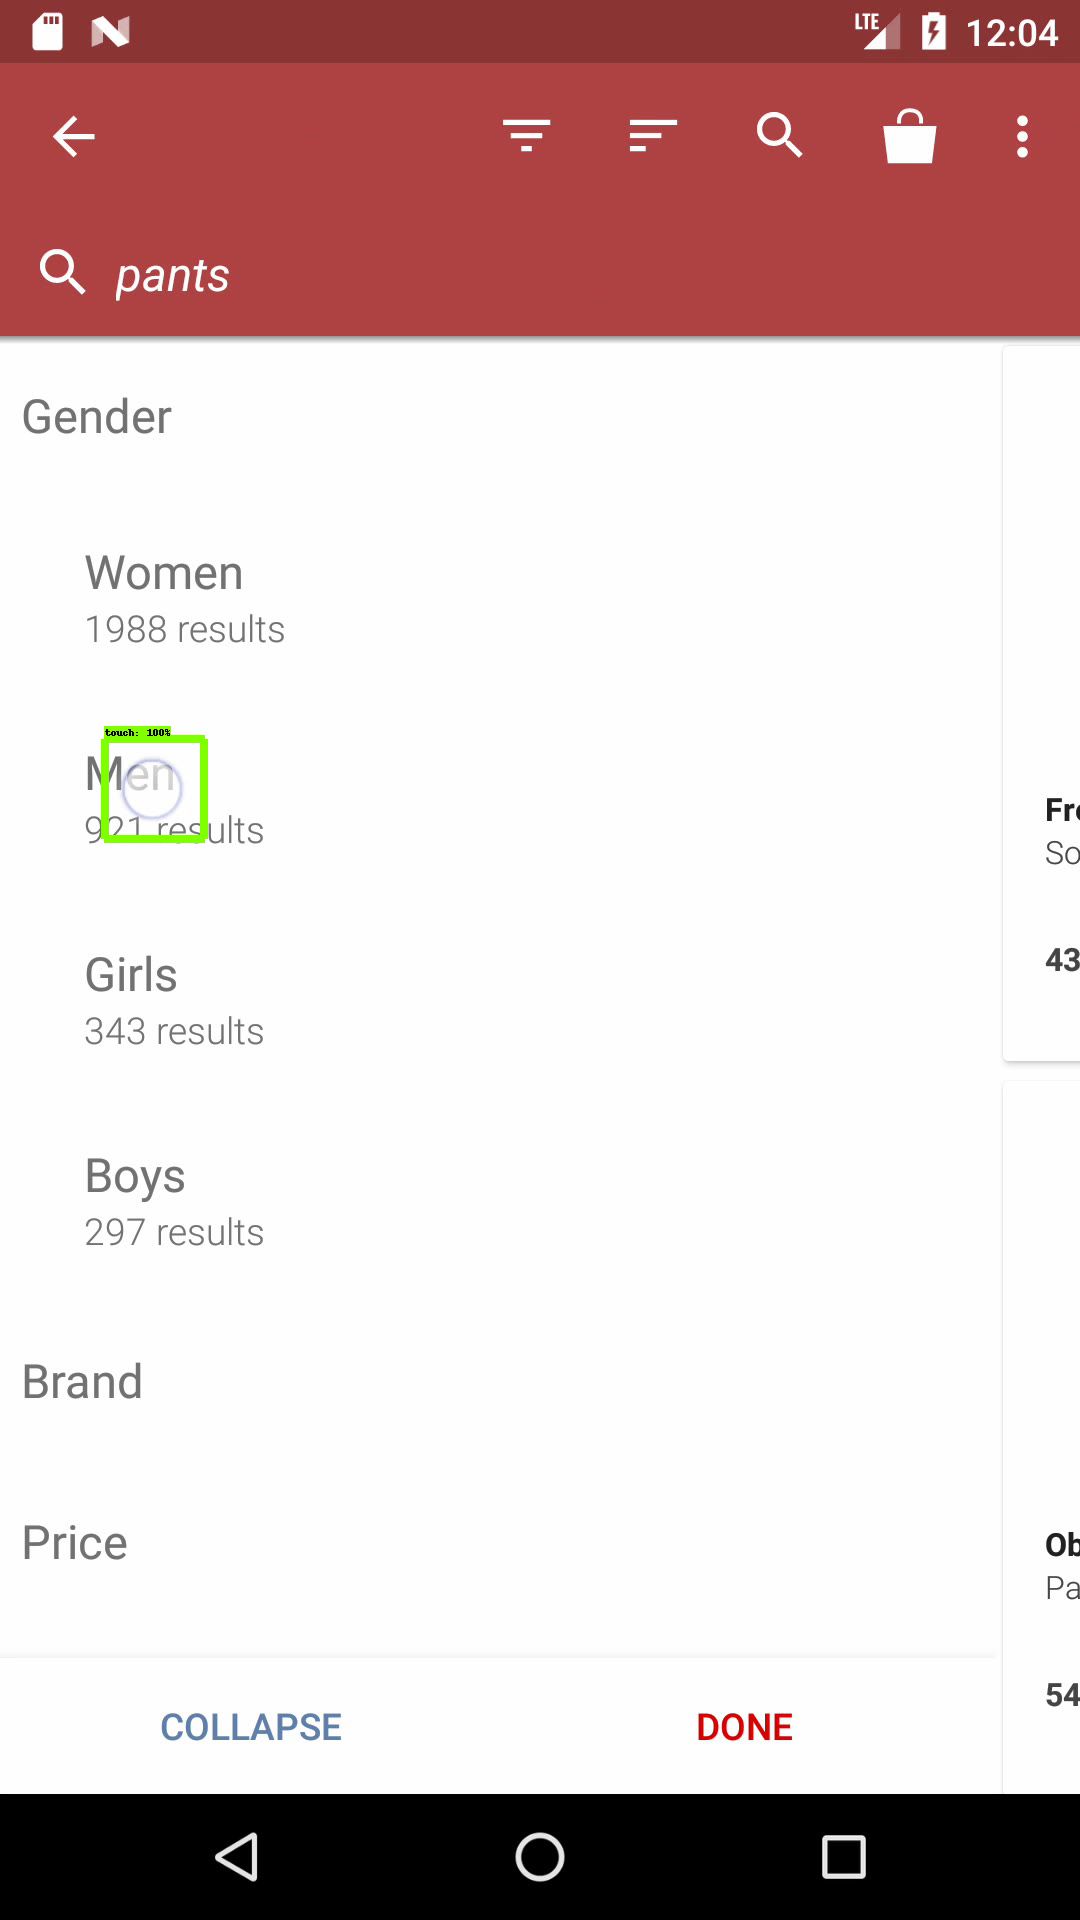 LTE 12:04
pants
Gender
Women
1988 results
touch: 100%
Men
921 results
Girls
343 results
Boys
297 results
Brand
Price
COLLAPSE DONE
Fre
So
43
Ob
Pa
54